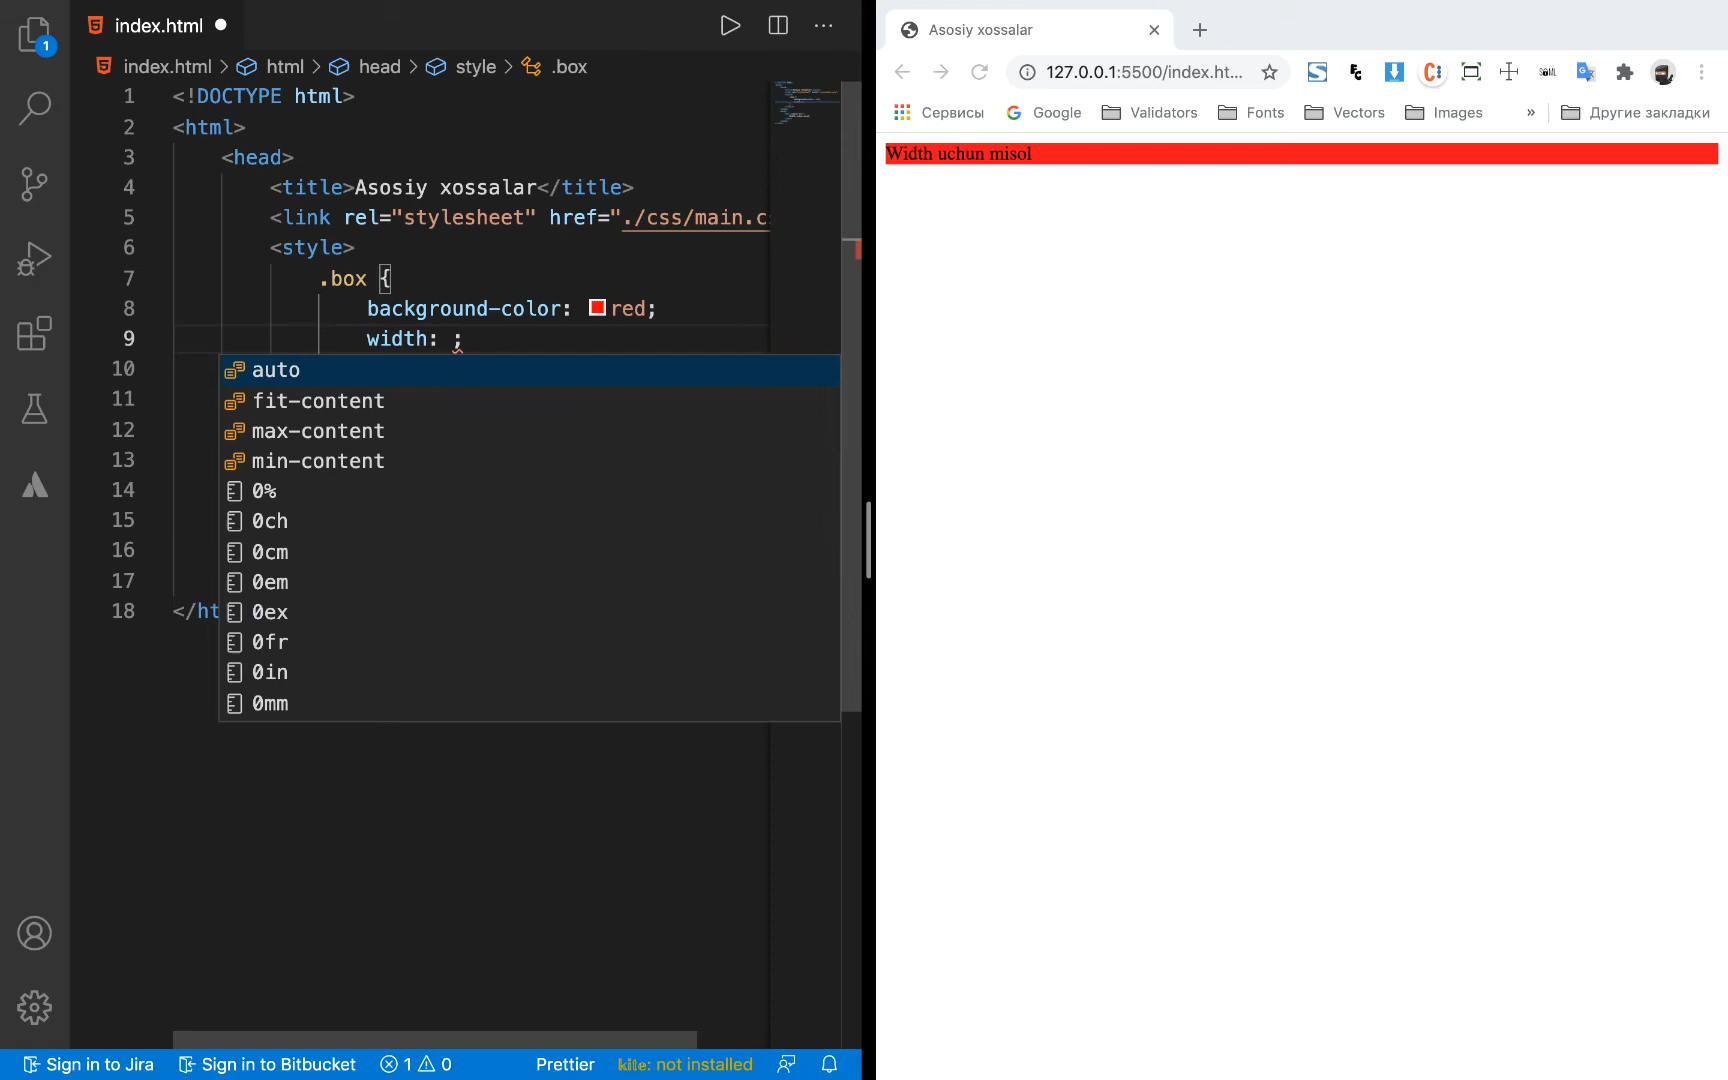 index.html
1
index.html > html > head > style > .box
1 <!DOCTYPE html>
2 <html>
3 <head>
4 <title>Asosiy xossalar</title>
5 <link rel="stylesheet" href="./css/main.c
6 <style>
7 .box {
8 background-color: red;
9 width: ;
10 auto
11 fit-content
12 max-content
13 min-content
14 0%
15 0ch
16 0cm
17 0em
18 </ht 0ex
0fr
0in
0mm
Sign in to Jira Sign in to Bitbucket 1 0 Prettier kite: not installed
Asosiy xossalar
127.0.0.1:5500/index.ht...
Сервисы Google Validators Fonts Vectors Images » Другие закладки
Width uchun misol